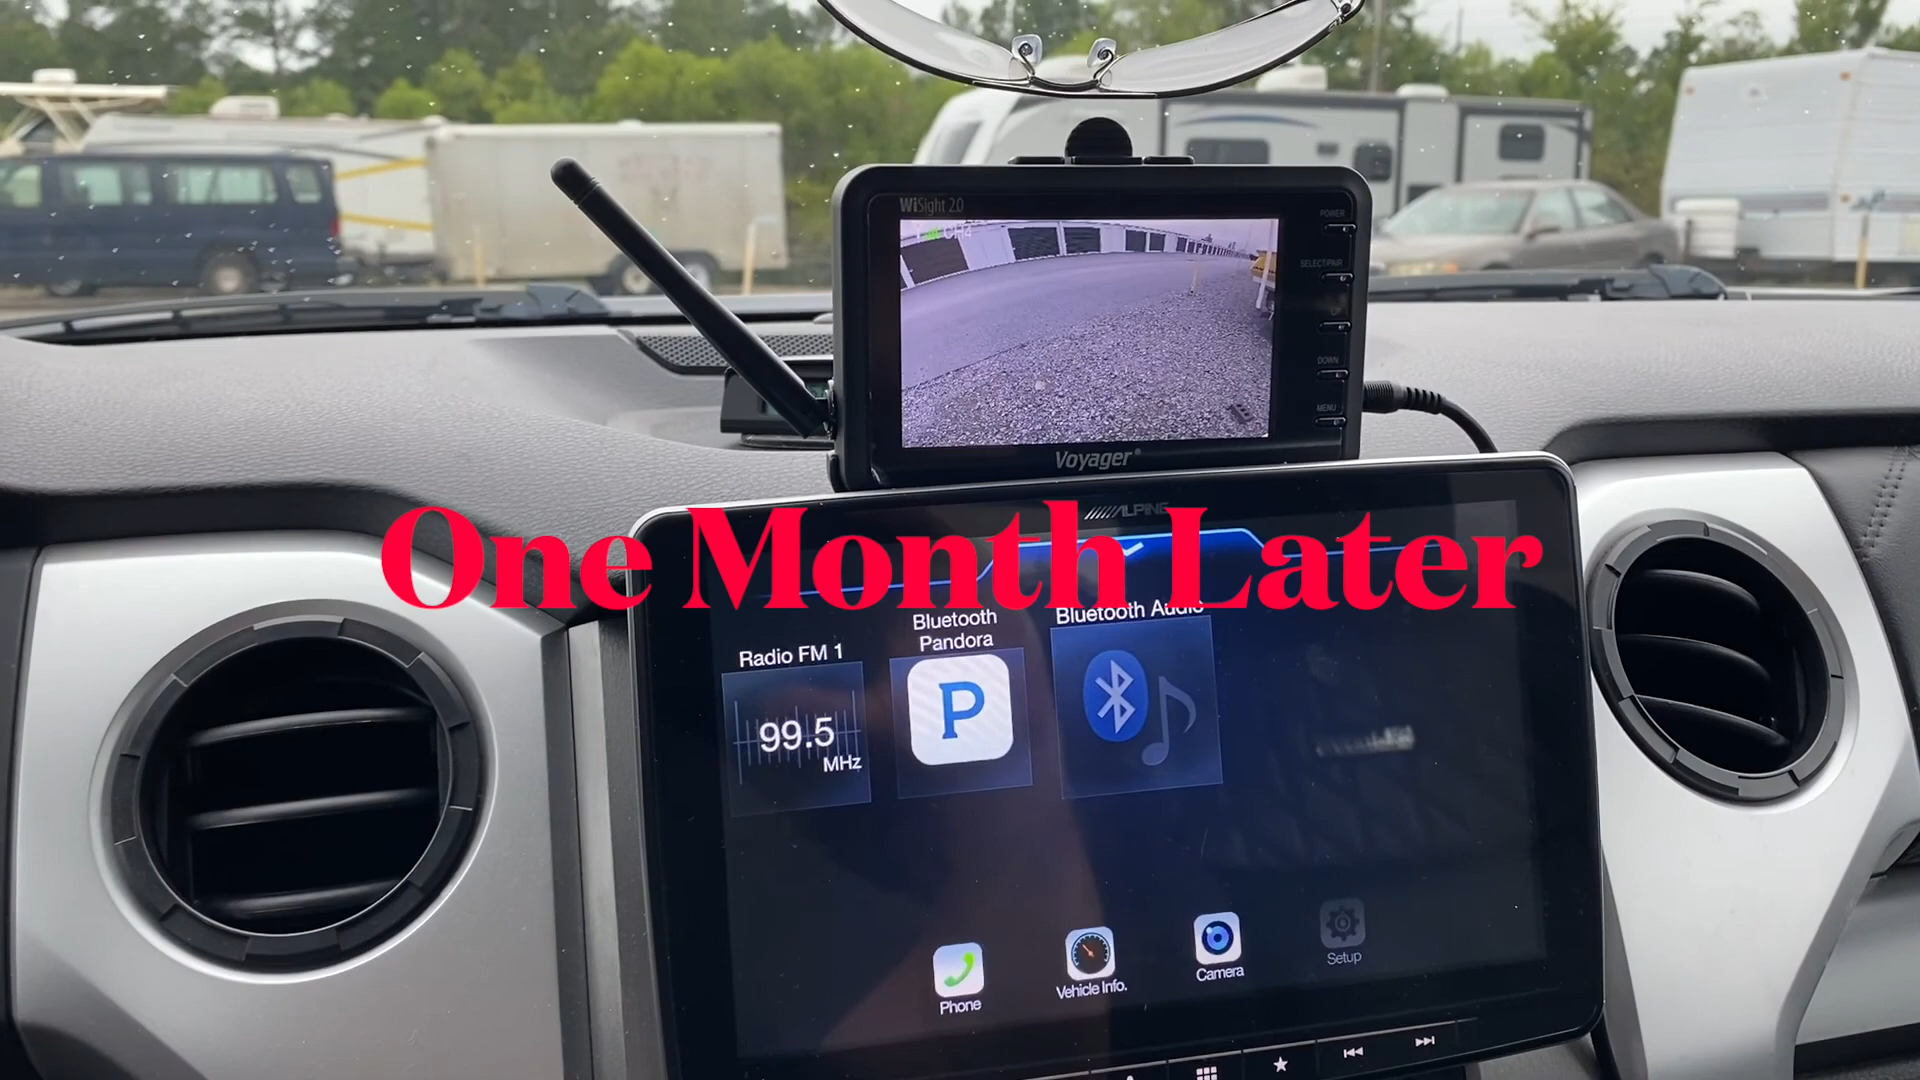 WiSight 2.0
CH4
POWER
SELECT/PAIR
UP
DOWN
MENU
Voyager®
ALPINE
One Month Later
Radio FM 1
Bluetooth
Pandora
Bluetooth Audio
99.5
MHz
P
Phone
Vehicle Info.
Camera
Setup